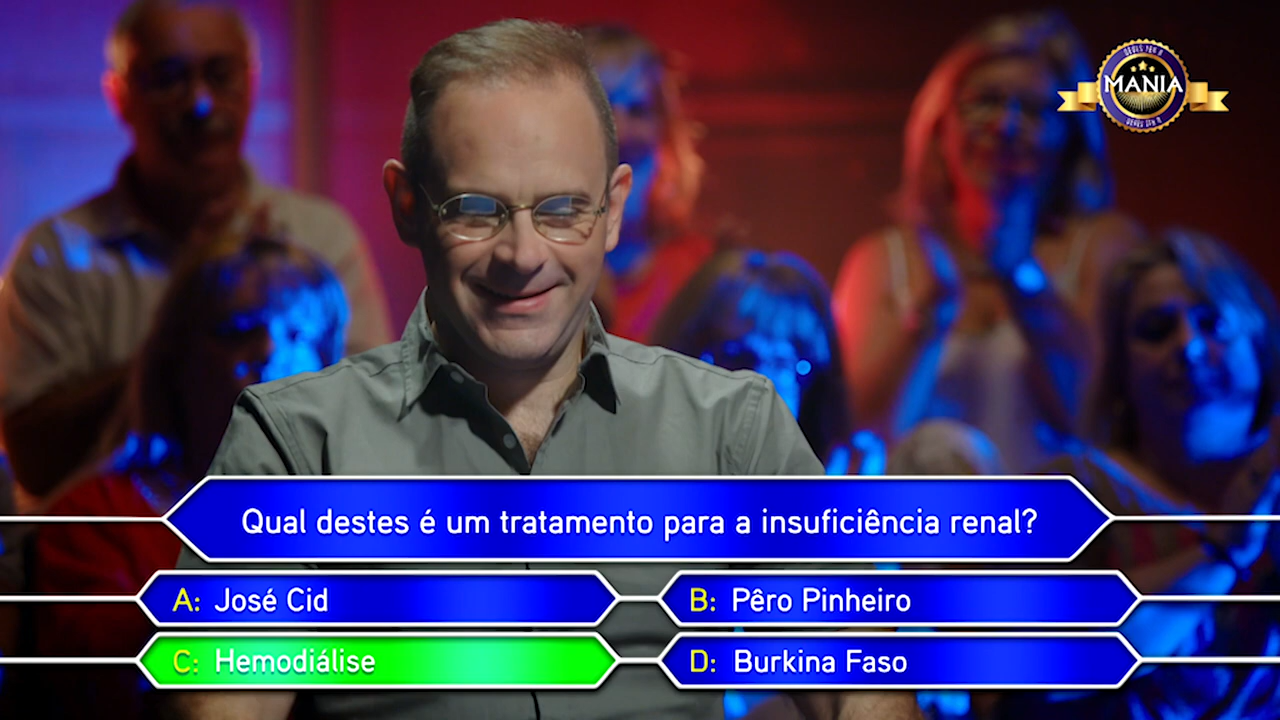 MANIA
Qual destes é um tratamento para a insuficiência renal?
A: José Cid
B: Pêro Pinheiro
C: Hemodiálise
D: Burkina Faso